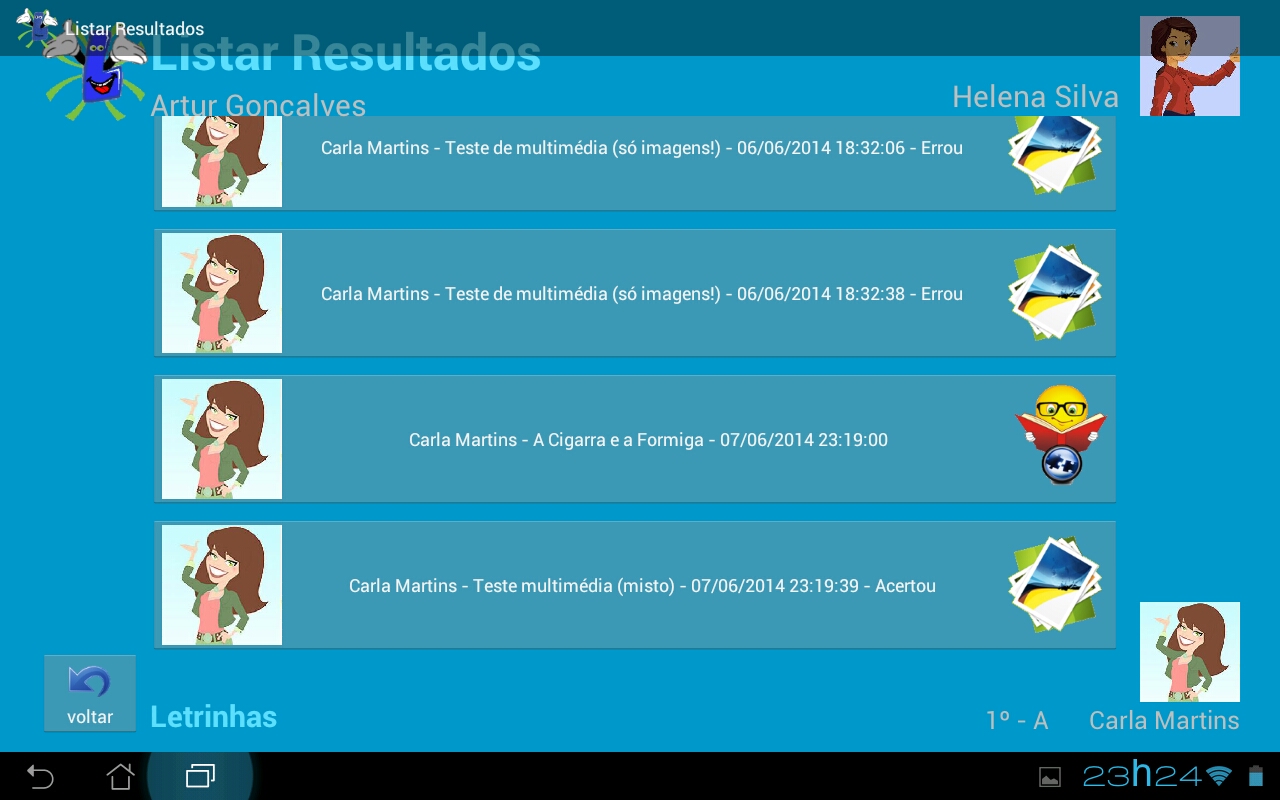 Listar Resultados
Listar Resultados
Artur Goncalves
Helena Silva
Carla Martins - Teste de multimédia (só imagens!) - 06/06/2014 18:32:06 - Errou
Carla Martins - Teste de multimédia (só imagens!) - 06/06/2014 18:32:38 - Errou
Carla Martins - A Cigarra e a Formiga - 07/06/2014 23:19:00
Carla Martins - Teste multimédia (misto) - 07/06/2014 23:19:39 - Acertou
voltar
Letrinhas
1º - A
Carla Martins
23h24